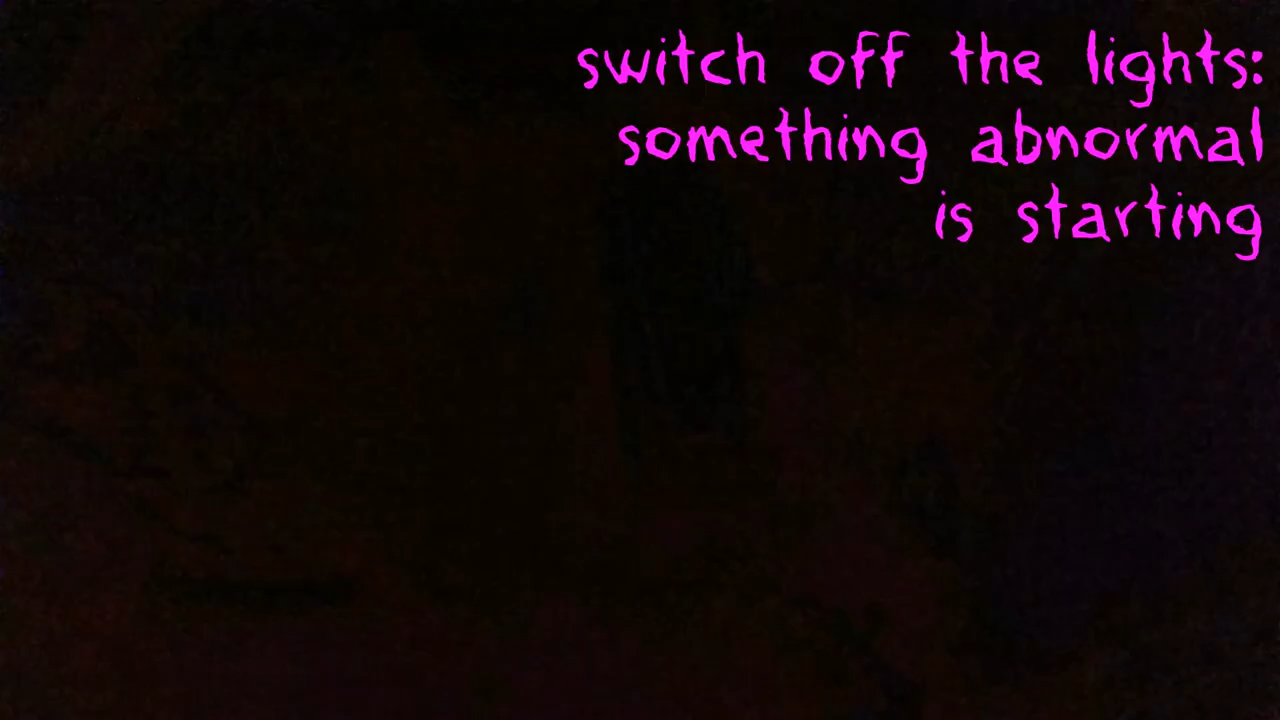 switch off the lights:
something abnormal
is starting